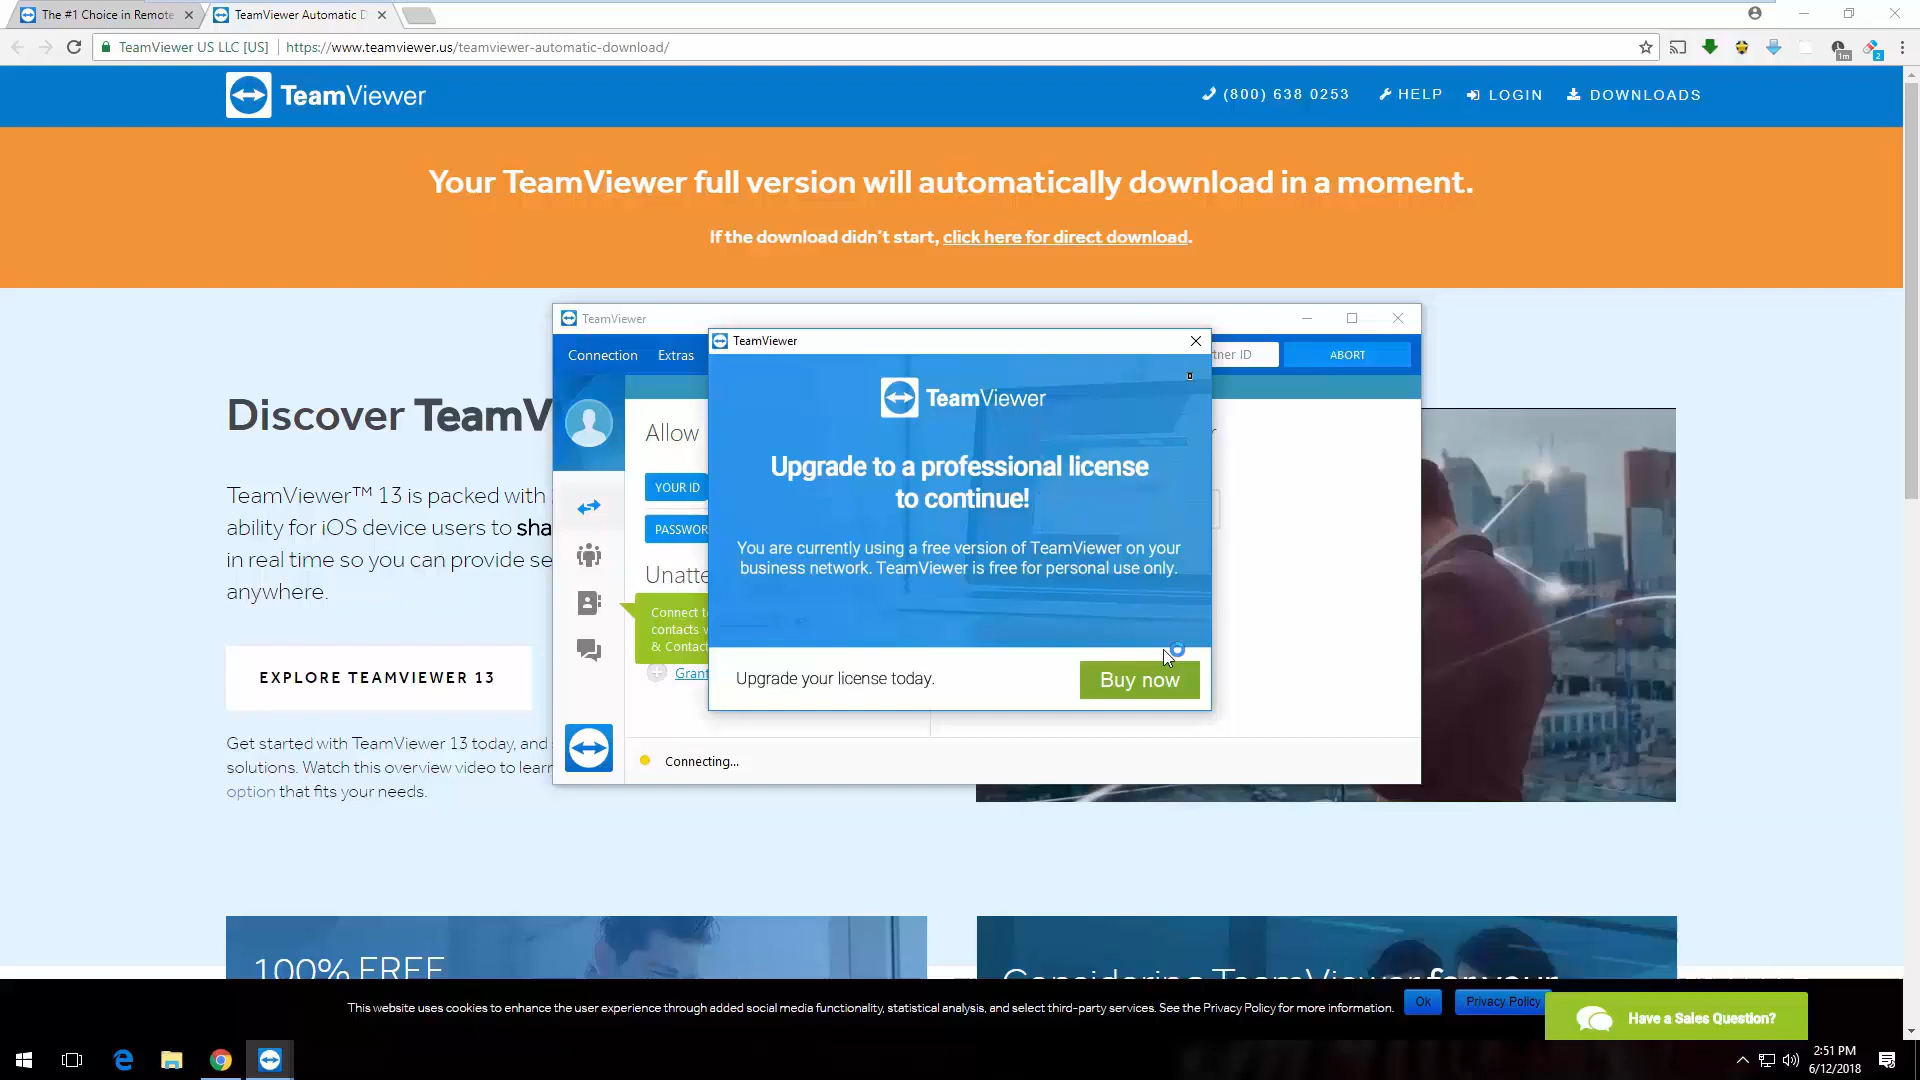 The #1 Choice in Remote
TeamViewer Automatic D
TeamViewer US LLC [US]
https://www.teamviewer.us/teamviewer-automatic-download/
1m
2
TeamViewer
(800) 638 0253
HELP
LOGIN
DOWNLOADS
Your TeamViewer full version will automatically download in a moment.
If the download didn't start, click here for direct download.
TeamViewer
Connection Extras
tner ID
ABORT
TeamViewer
TeamViewer
Upgrade to a professional license
to continue!
You are currently using a free version of TeamViewer on your
business network. TeamViewer is free for personal use only.
Upgrade your license today.
Buy now
Allow
YOUR ID
PASSWOR
Unatte
Connect t
contacts
& Contac
Grant
Connecting...
Discover TeamV
TeamViewer™ 13 is packed with
ability for iOS device users to sha
in real time so you can provide se
anywhere.
EXPLORE TEAMVIEWER 13
Get started with TeamViewer 13 today, and
solutions. Watch this overview video to learn
option that fits your needs.
100% FREE
Considering TeamViewer for your
This website uses cookies to enhance the user experience through added social media functionality, statistical analysis, and select third-party services. See the Privacy Policy for more information.
Ok
Privacy Policy
Have a Sales Question?
2:51 PM
6/12/2018